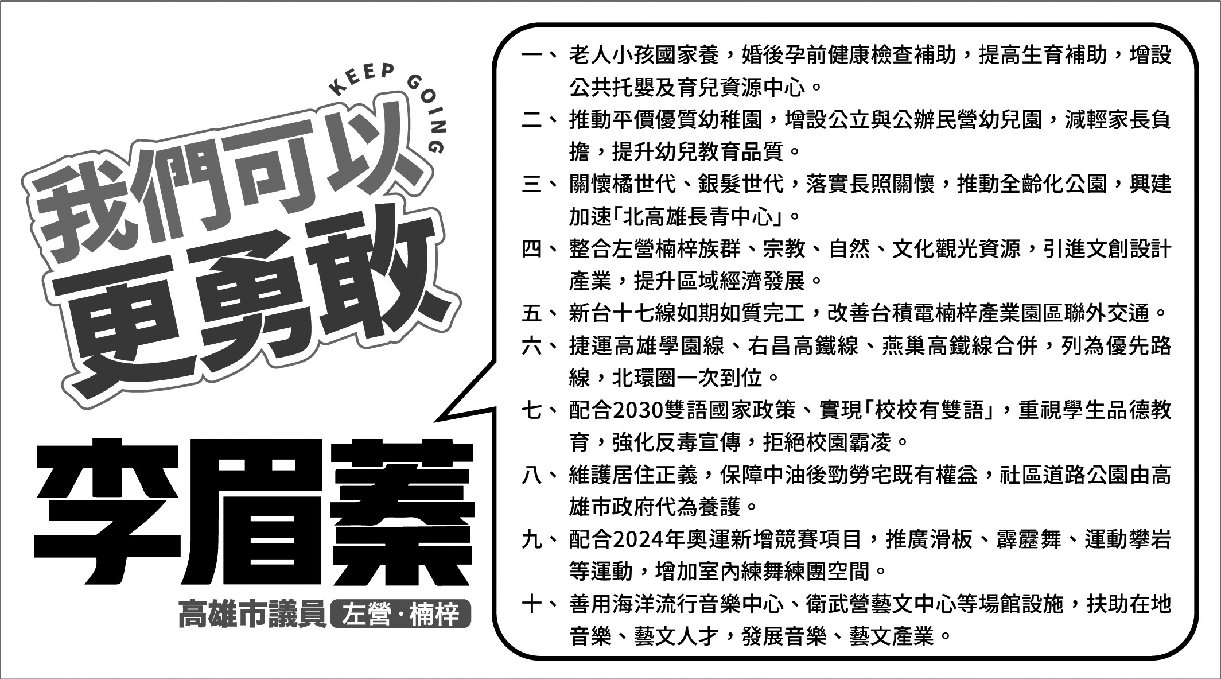 KEEP GOING
我們可以
更勇敢
李眉蓁
高雄市議員 左營·楠梓
一、老人小孩國家養，婚後孕前健康檢查補助，提高生育補助，增設
公共托嬰及育兒資源中心。
二、推動平價優質幼稚園，增設公立與公辦民營幼兒園，減輕家長負
擔，提升幼兒教育品質。
三、關懷橘世代、銀髮世代，落實長照關懷，推動全齡化公園，興建
加速「北高雄長青中心」。
四、整合左營楠梓族群、宗教、自然、文化觀光資源，引進文創設計
產業，提升區域經濟發展。
五、新台十七線如期如質完工，改善台積電楠梓產業園區聯外交通。
六、捷運高雄學園線、右昌高鐵線、燕巢高鐵線合併，列為優先路
線，北環圈一次到位。
七、配合2030雙語國家政策、實現「校校有雙語」，重視學生品德教
育，強化反毒宣傳，拒絕校園霸凌。
八、維護居住正義，保障中油後勁勞宅既有權益，社區道路公園由高
雄市政府代為養護。
九、配合2024年奧運新增競賽項目，推廣滑板、霹靂舞、運動攀岩
等運動，增加室內練舞練團空間。
十、善用海洋流行音樂中心、衛武營藝文中心等場館設施，扶助在地
音樂、藝文人才，發展音樂、藝文產業。